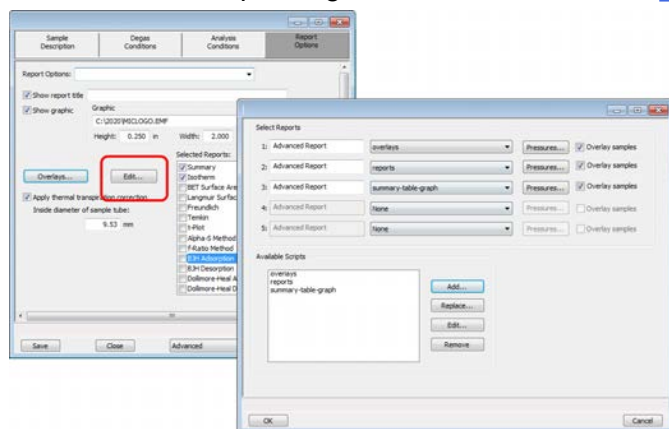 Sample Description
Degas Conditions
Analysis Conditions
Report Options
Report Options:
Show report title
Show graphic
Graphic
C:\2020\MICLOGO.EMF
Height: 0.250 in Width: 2.000
Selected Reports:
Overlays...
Edit...
Summary
Isotherm
BET Surface Are
Langmuir Surfac
Freundlich
Temkin
t-Plot
Alpha-S Method
f-Ratio Method
BJH Adsorption
BJH Desorption
Dollimore-Heal A
Dollimore-Heal D
Apply thermal transpiration correction
Inside diameter of sample tube:
9.53 mm
Save
Close
Advanced
Select Reports
1: Advanced Report overlays Pressures... Overlay samples
2: Advanced Report reports Pressures... Overlay samples
3: Advanced Report summary-table-graph Pressures... Overlay samples
4: Advanced Report None Pressures... Overlay samples
5: Advanced Report None Pressures... Overlay samples
Available Scripts
overlays
reports
summary-table-graph
Add...
Replace...
Edit...
Remove
OK
Cancel